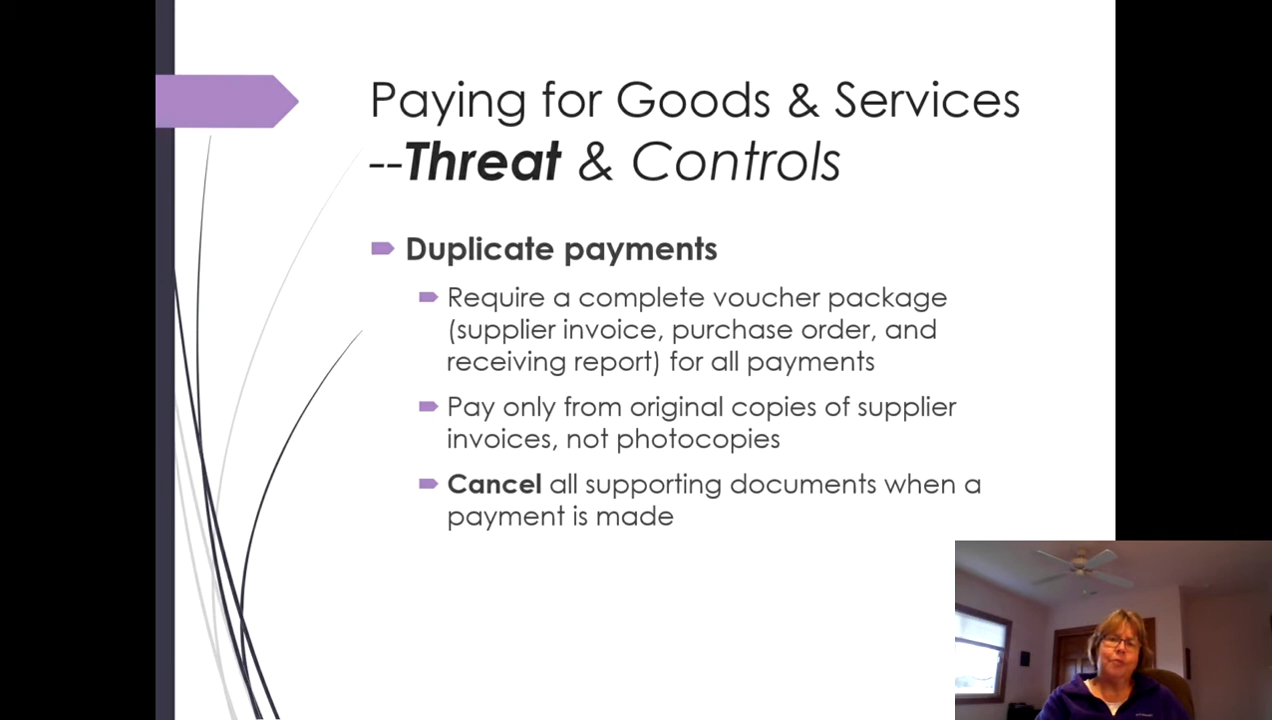 Paying for Goods & Services
--Threat & Controls
Duplicate payments
Require a complete voucher package
(supplier invoice, purchase order, and
receiving report) for all payments
Pay only from original copies of supplier
invoices, not photocopies
Cancel all supporting documents when a
payment is made